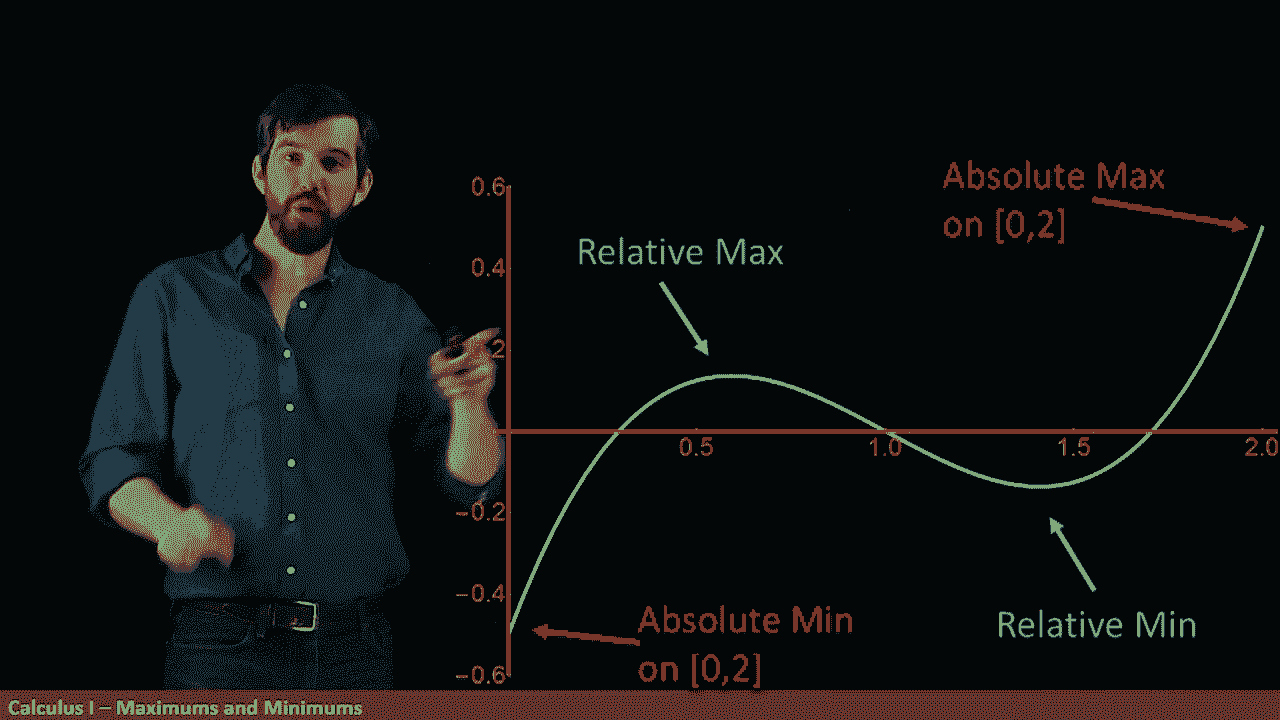 Absolute Max
on [0,2]
Relative Max
0.6
0.4
2
0.5
1.0
1.5
2.0
−0.2
−0.4
−0.6
Absolute Min
on [0,2]
Relative Min
Calculus I – Maximums and Minimums